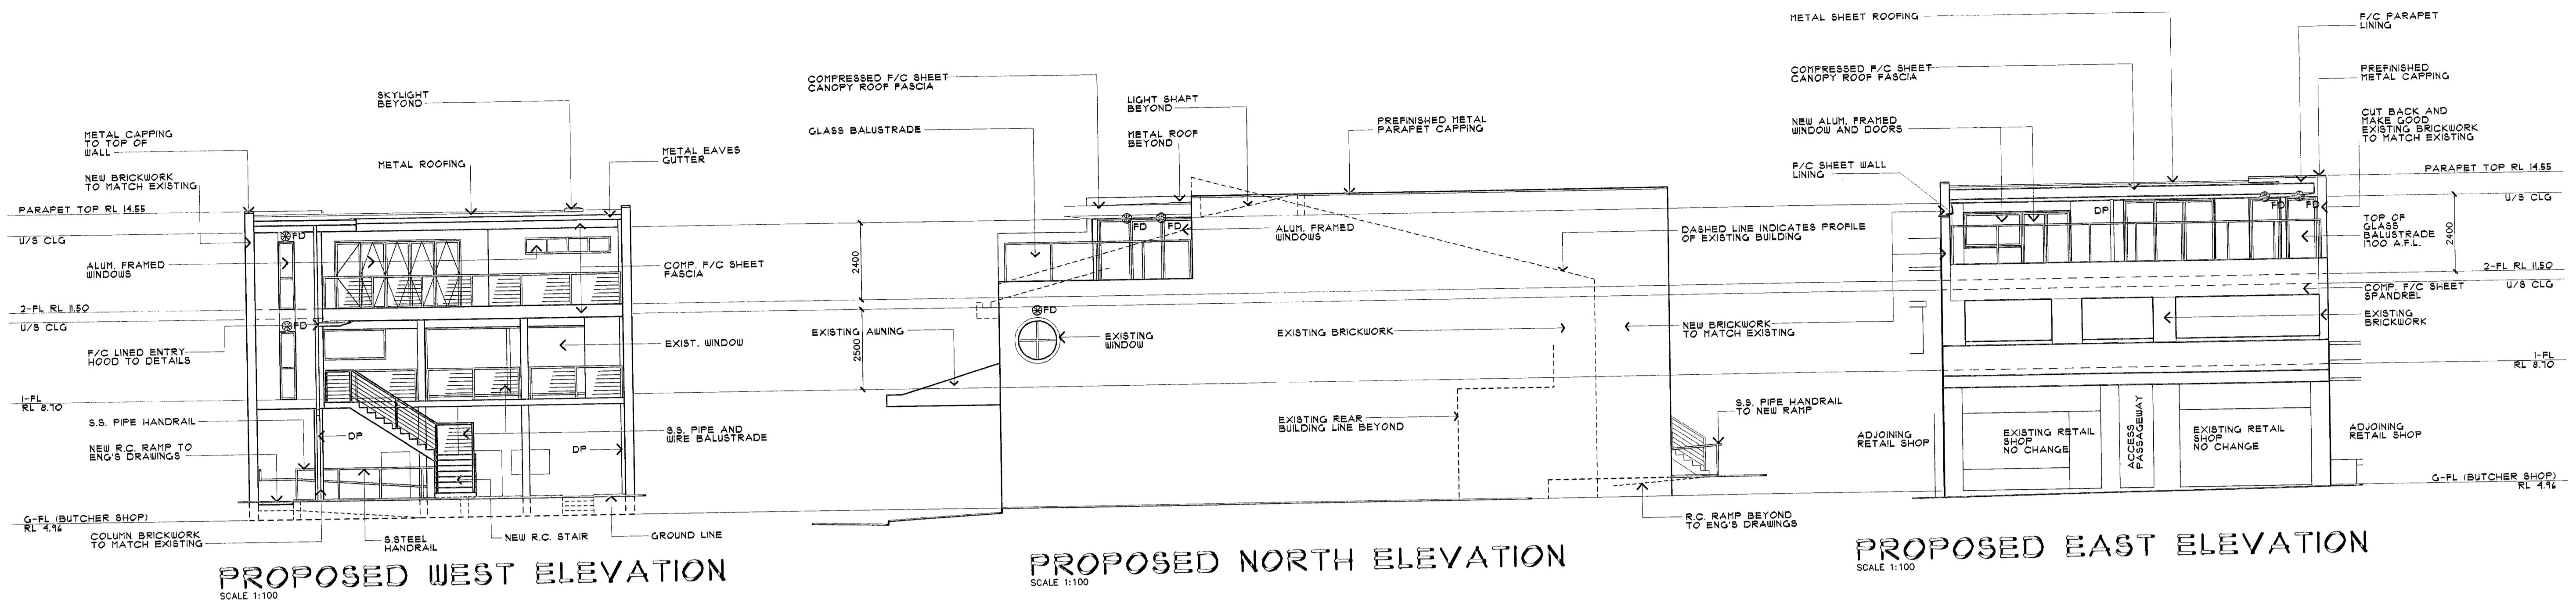 SKYLIGHT
BEYOND
METAL CAPPING
TO TOP OF
WALL
METAL ROOFING
METAL EAVES
GUTTER
NEW BRICKWORK
TO MATCH EXISTING
PARAPET TOP RL 14.55
U/S CLG
FD
ALUM. FRAMED
WINDOWS
COMP. F/C SHEET
FASCIA
2-FL RL 11.50
U/S CLG
FD
F/C LINED ENTRY
HOOD TO DETAILS
EXIST. WINDOW
1-FL
RL 8.70
S.S. PIPE HANDRAIL
DP
DP
S.S. PIPE AND
WIRE BALUSTRADE
NEW R.C. RAMP TO
ENG'S DRAWINGS
G-FL (BUTCHER SHOP)
RL 4.96
COLUMN BRICKWORK
TO MATCH EXISTING
S.STEEL
HANDRAIL
NEW R.C. STAIR
GROUND LINE
PROPOSED WEST ELEVATION
SCALE 1:100
COMPRESSED F/C SHEET
CANOPY ROOF FASCIA
GLASS BALUSTRADE
LIGHT SHAFT
BEYOND
METAL ROOF
BEYOND
PREFINISHED METAL
PARAPET CAPPING
FD
FD
ALUM. FRAMED
WINDOWS
DASHED LINE INDICATES PROFILE
OF EXISTING BUILDING
2400
2500
FD
EXISTING AWNING
EXISTING
WINDOW
EXISTING BRICKWORK
NEW BRICKWORK
TO MATCH EXISTING
EXISTING REAR
BUILDING LINE BEYOND
S.S. PIPE HANDRAIL
TO NEW RAMP
R.C. RAMP BEYOND
TO ENG'S DRAWINGS
PROPOSED NORTH ELEVATION
SCALE 1:100
METAL SHEET ROOFING
F/C PARAPET
LINING
COMPRESSED F/C SHEET
CANOPY ROOF FASCIA
PREFINISHED
METAL CAPPING
NEW ALUM. FRAMED
WINDOW AND DOORS
CUT BACK AND
MAKE GOOD
EXISTING BRICKWORK
TO MATCH EXISTING
F/C SHEET WALL
LINING
PARAPET TOP RL 14.55
U/S CLG
DP
FD
FD
TOP OF
GLASS
BALUSTRADE
1700 A.F.L.
2400
2-FL RL 11.50
U/S CLG
COMP. F/C SHEET
SPANDREL
EXISTING
BRICKWORK
1-FL
RL 8.70
ADJOINING
RETAIL SHOP
EXISTING RETAIL
SHOP
NO CHANGE
ACCESS
PASSAGEWAY
EXISTING RETAIL
SHOP
NO CHANGE
ADJOINING
RETAIL SHOP
G-FL (BUTCHER SHOP)
RL 4.96
PROPOSED EAST ELEVATION
SCALE 1:100